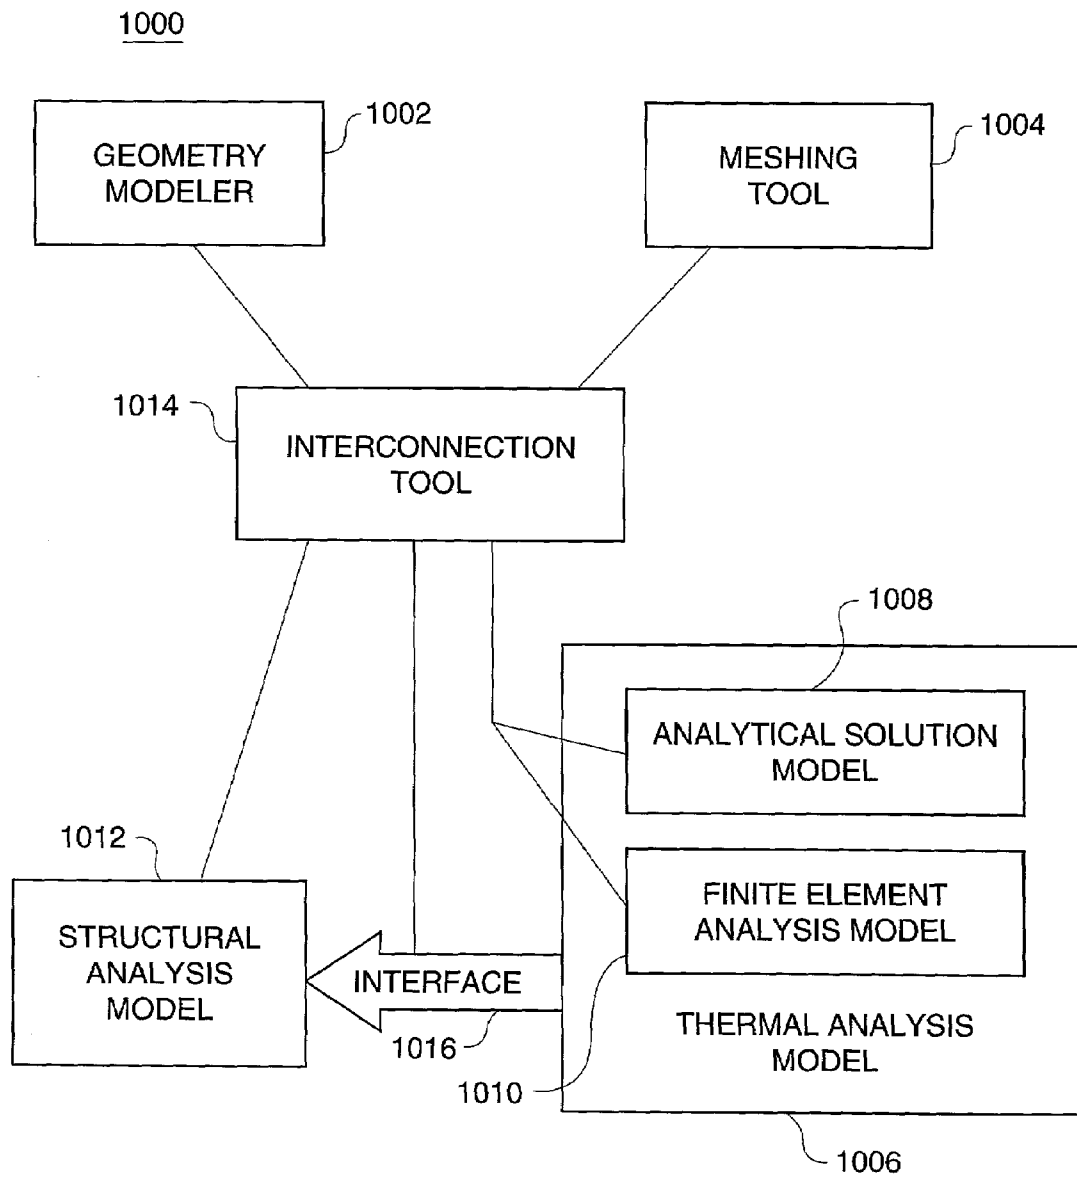 1000
GEOMETRY
MODELER
1002
MESHING
TOOL
1004
1014
INTERCONNECTION
TOOL
1008
ANALYTICAL SOLUTION
MODEL
1012
STRUCTURAL
ANALYSIS
MODEL
INTERFACE
1016
FINITE ELEMENT
ANALYSIS MODEL
1010
THERMAL ANALYSIS
MODEL
1006